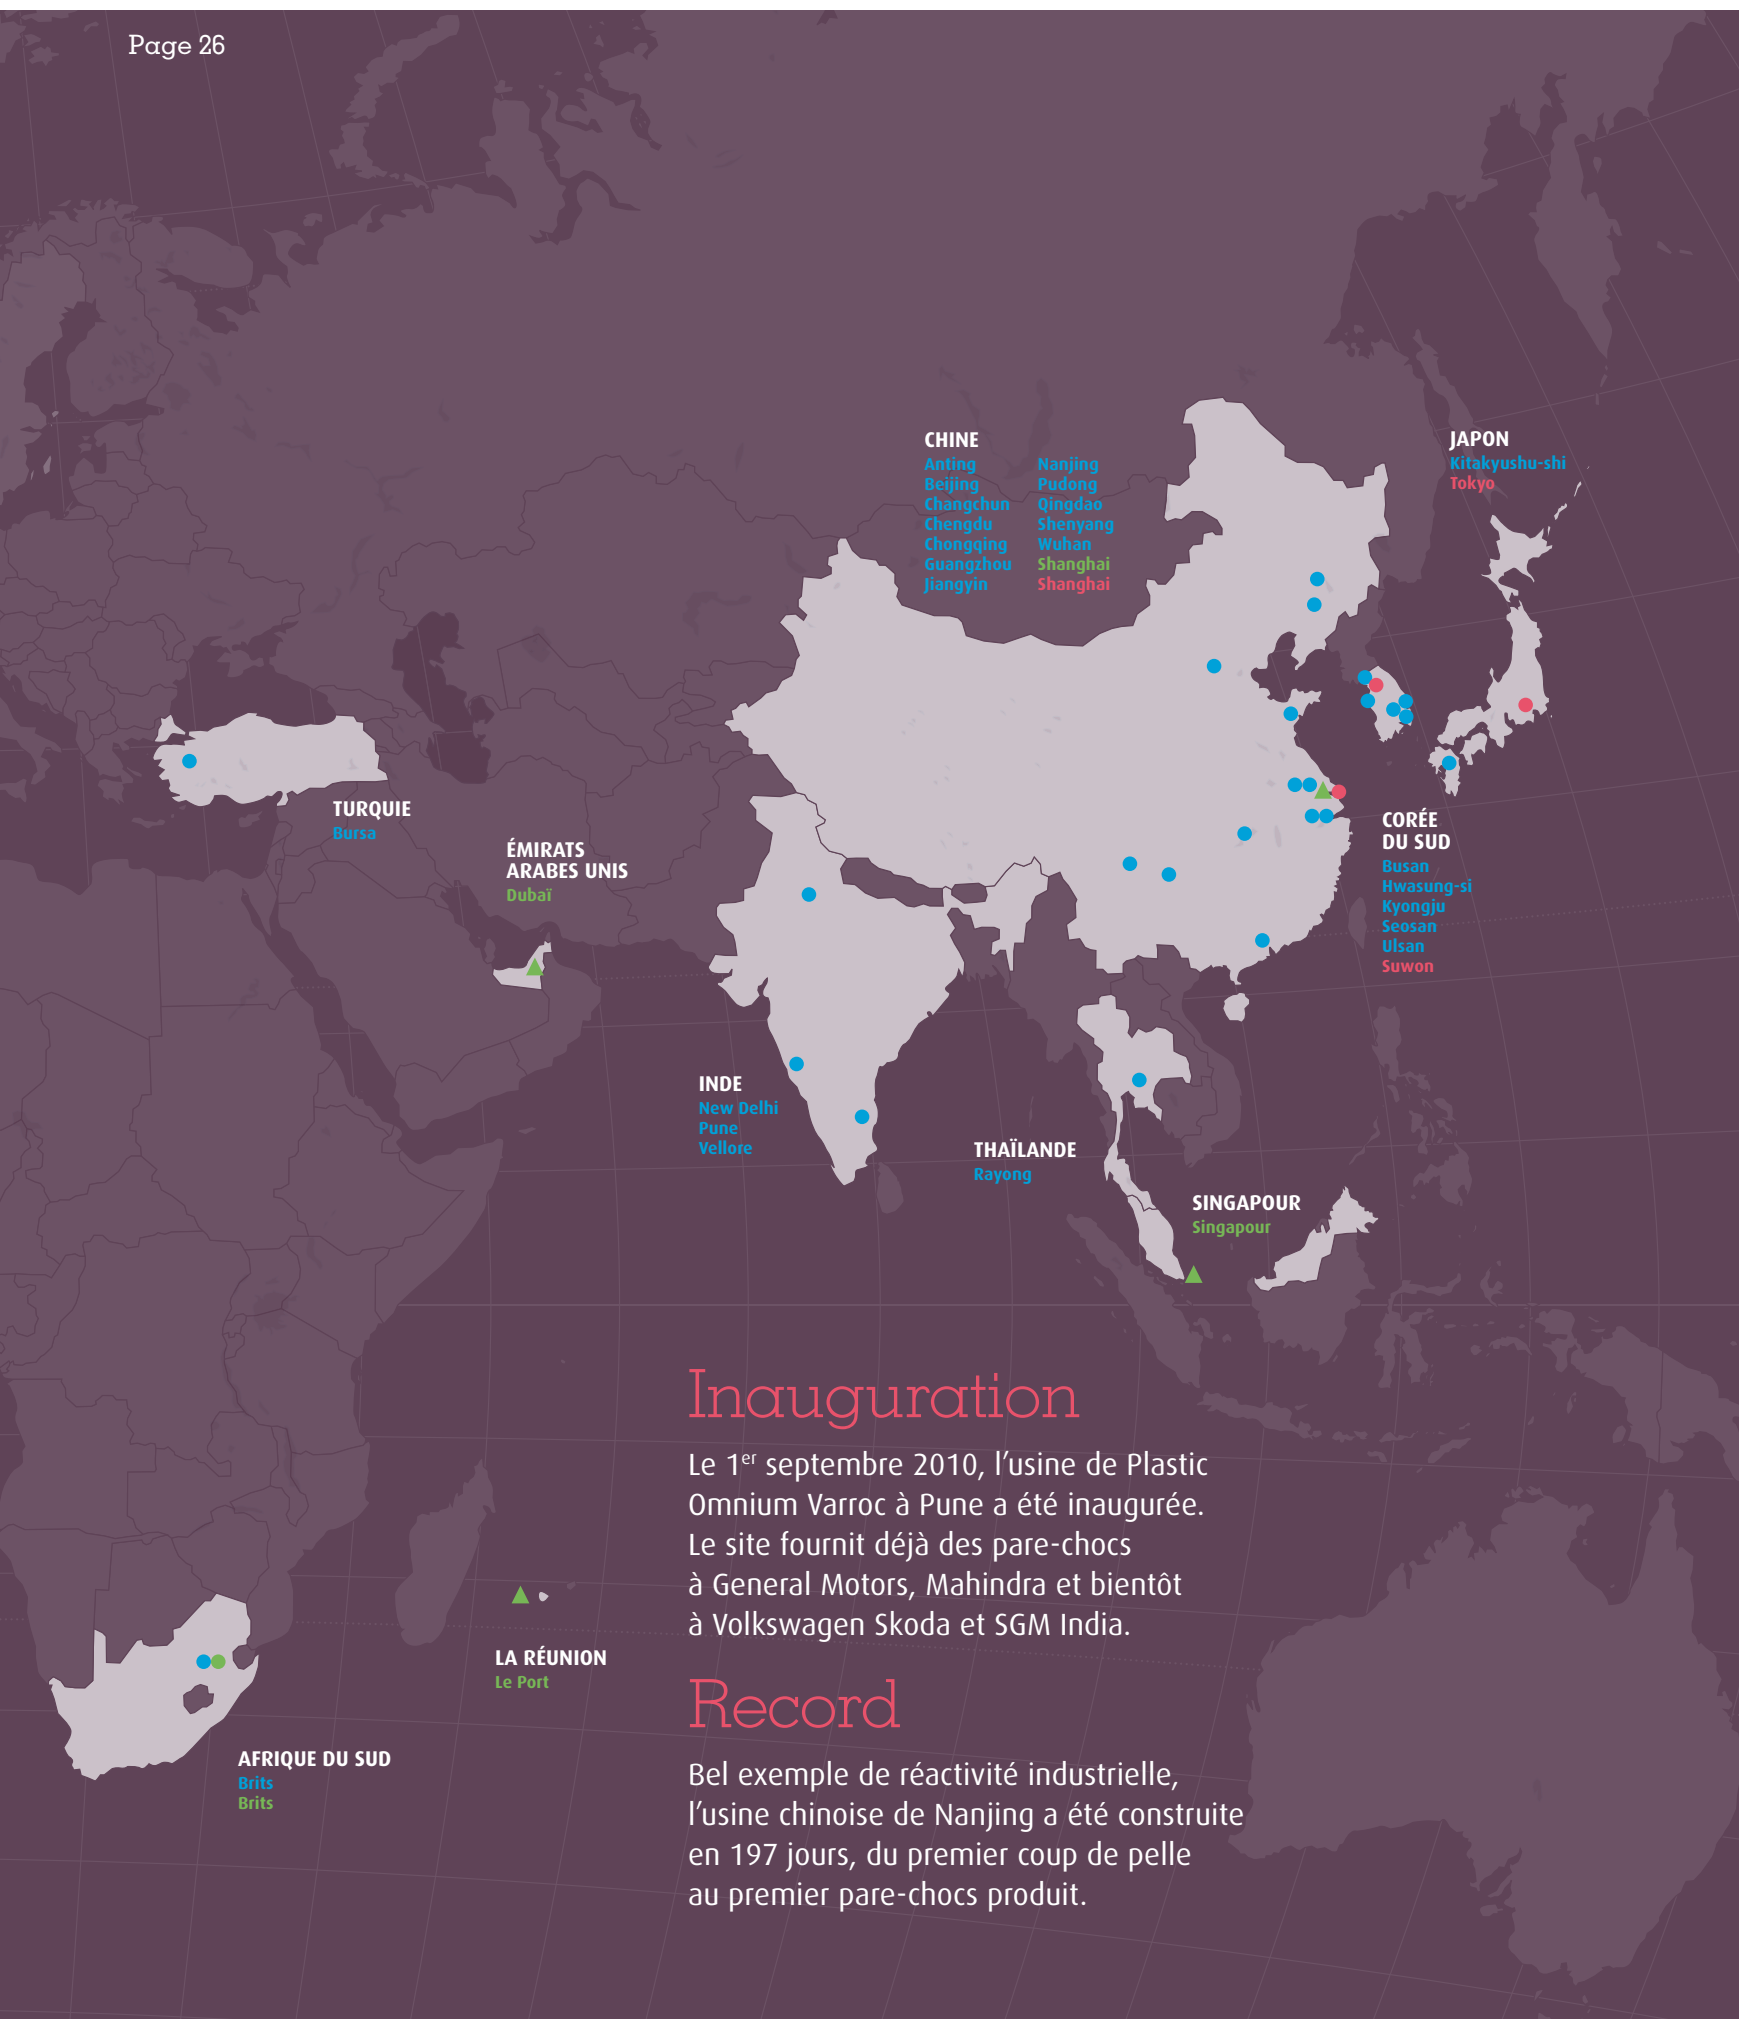 Page 26
CHINE
Anting
Beijing
Changchun
Chengdu
Chongqing
Guangzhou
Jiangyin
Nanjing
Pudong
Qingdao
Shenyang
Wuhan
Shanghai
Shanghai
JAPON
Kitakyushu-shi
Tokyo
TURQUIE
Bursa
ÉMIRATS
ARABES UNIS
Dubaï
CORÉE
DU SUD
Busan
Hwasung-si
Kyongju
Seosan
Ulsan
Suwon
INDE
New Delhi
Pune
Vellore
THAÏLANDE
Rayong
SINGAPOUR
Singapour
Inauguration
Le 1er septembre 2010, l’usine de Plastic
Omnium Varroc à Pune a été inaugurée.
Le site fournit déjà des pare-chocs
à General Motors, Mahindra et bientôt
à Volkswagen Skoda et SGM India.
LA RÉUNION
Le Port
Record
Bel exemple de réactivité industrielle,
l’usine chinoise de Nanjing a été construite
en 197 jours, du premier coup de pelle
au premier pare-chocs produit.
AFRIQUE DU SUD
Brits
Brits